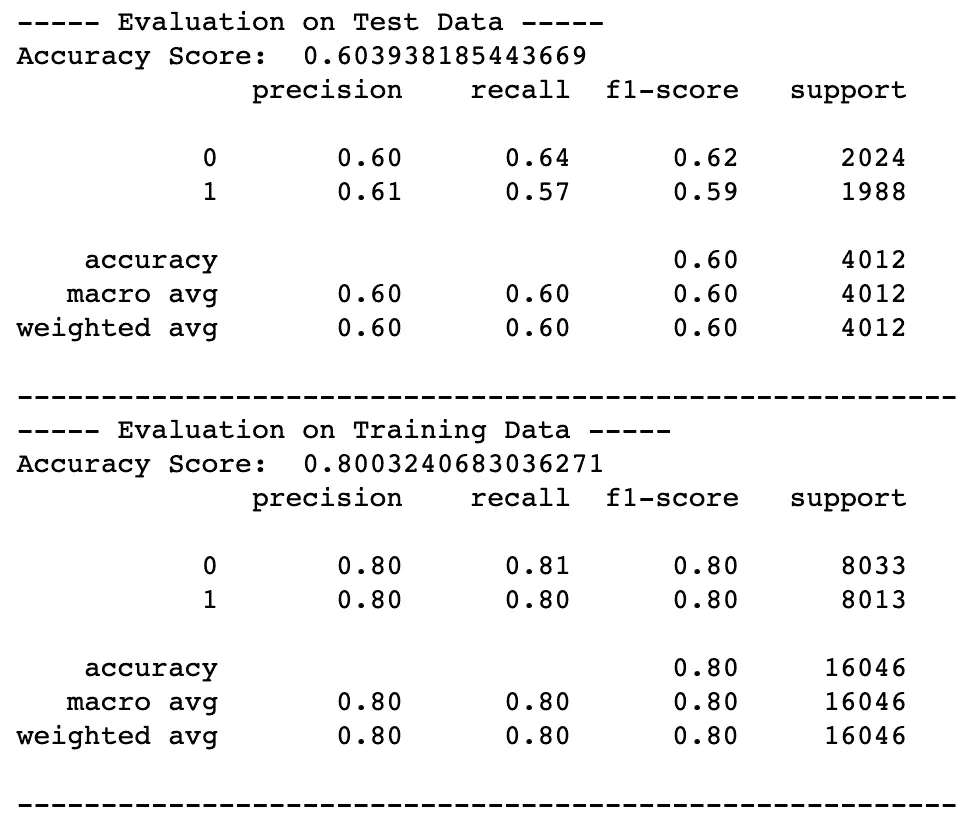 ----- Evaluation on Test Data -----
Accuracy Score:  0.603938185443669
              precision    recall  f1-score   support

           0       0.60      0.64      0.62      2024
           1       0.61      0.57      0.59      1988

    accuracy                           0.60      4012
   macro avg       0.60      0.60      0.60      4012
weighted avg       0.60      0.60      0.60      4012

--------------------------------------------------------
----- Evaluation on Training Data -----
Accuracy Score:  0.8003240683036271
              precision    recall  f1-score   support

           0       0.80      0.81      0.80      8033
           1       0.80      0.80      0.80      8013

    accuracy                           0.80     16046
   macro avg       0.80      0.80      0.80     16046
weighted avg       0.80      0.80      0.80     16046

--------------------------------------------------------